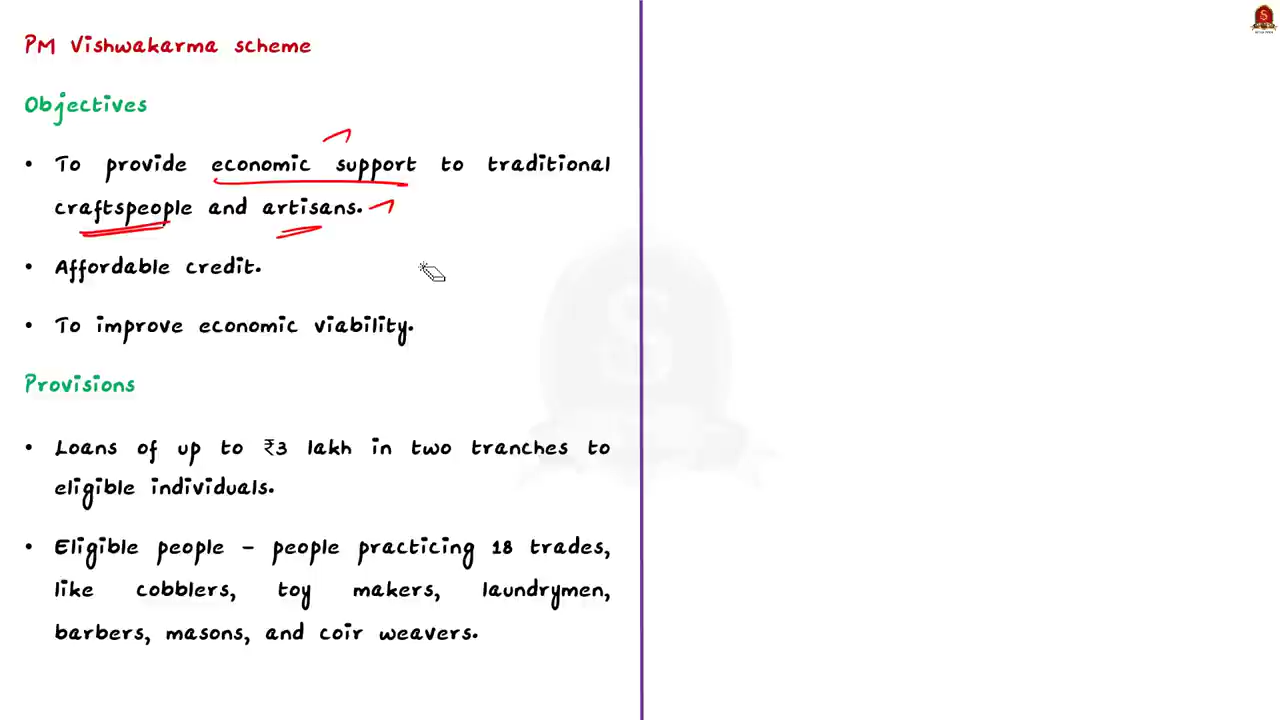 PM Vishwakarma scheme
Objectives
• To provide economic support to traditional
craftspeople and artisans.
• Affordable credit.
• To improve economic viability.
Provisions
• Loans of up to ₹3 lakh in two tranches to
eligible individuals.
• Eligible people - people practicing 18 trades,
like cobblers, toy makers, laundrymen,
barbers, masons, and coir weavers.